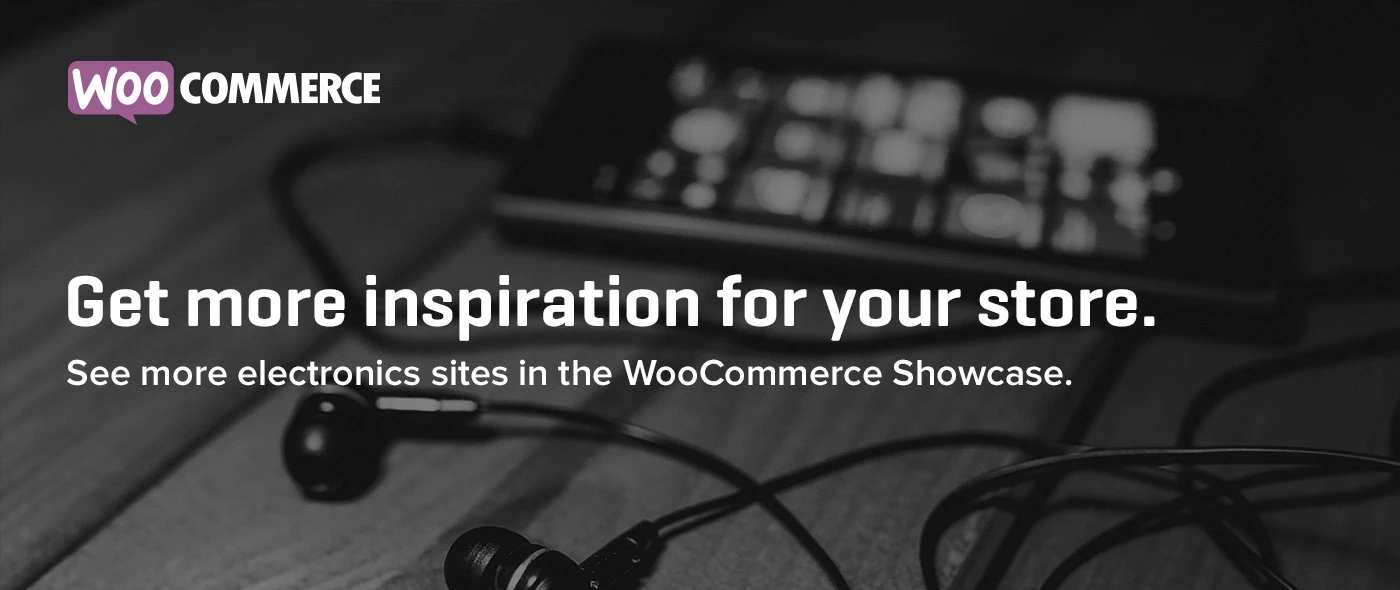 WOO COMMERCE
Get more inspiration for your store.
See more electronics sites in the WooCommerce Showcase.